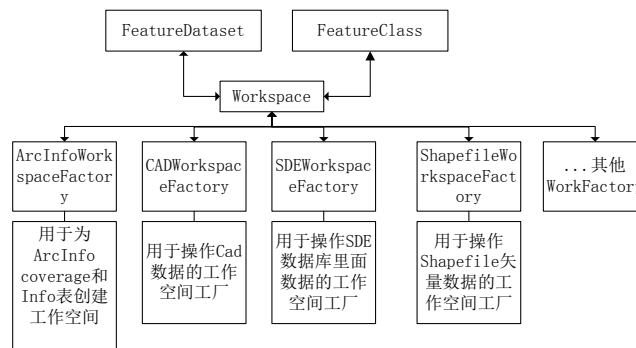 FeatureDataset
FeatureClass
Workspace
ArcInfoWor
kspaceFacto
ry
CADWorkspac
eFactory
SDEWorkspac
eFactory
ShapefileWo
rkspaceFact
ory
...其他
WorkFactory
用于为
ArcInfo
coverage和
Info表创建
工作空间
用于操作Cad
数据的工作
空间工厂
用于操作SDE
数据库里面
数据的工作
空间工厂
用于操作
Shapefile矢
量数据的工
作空间工厂